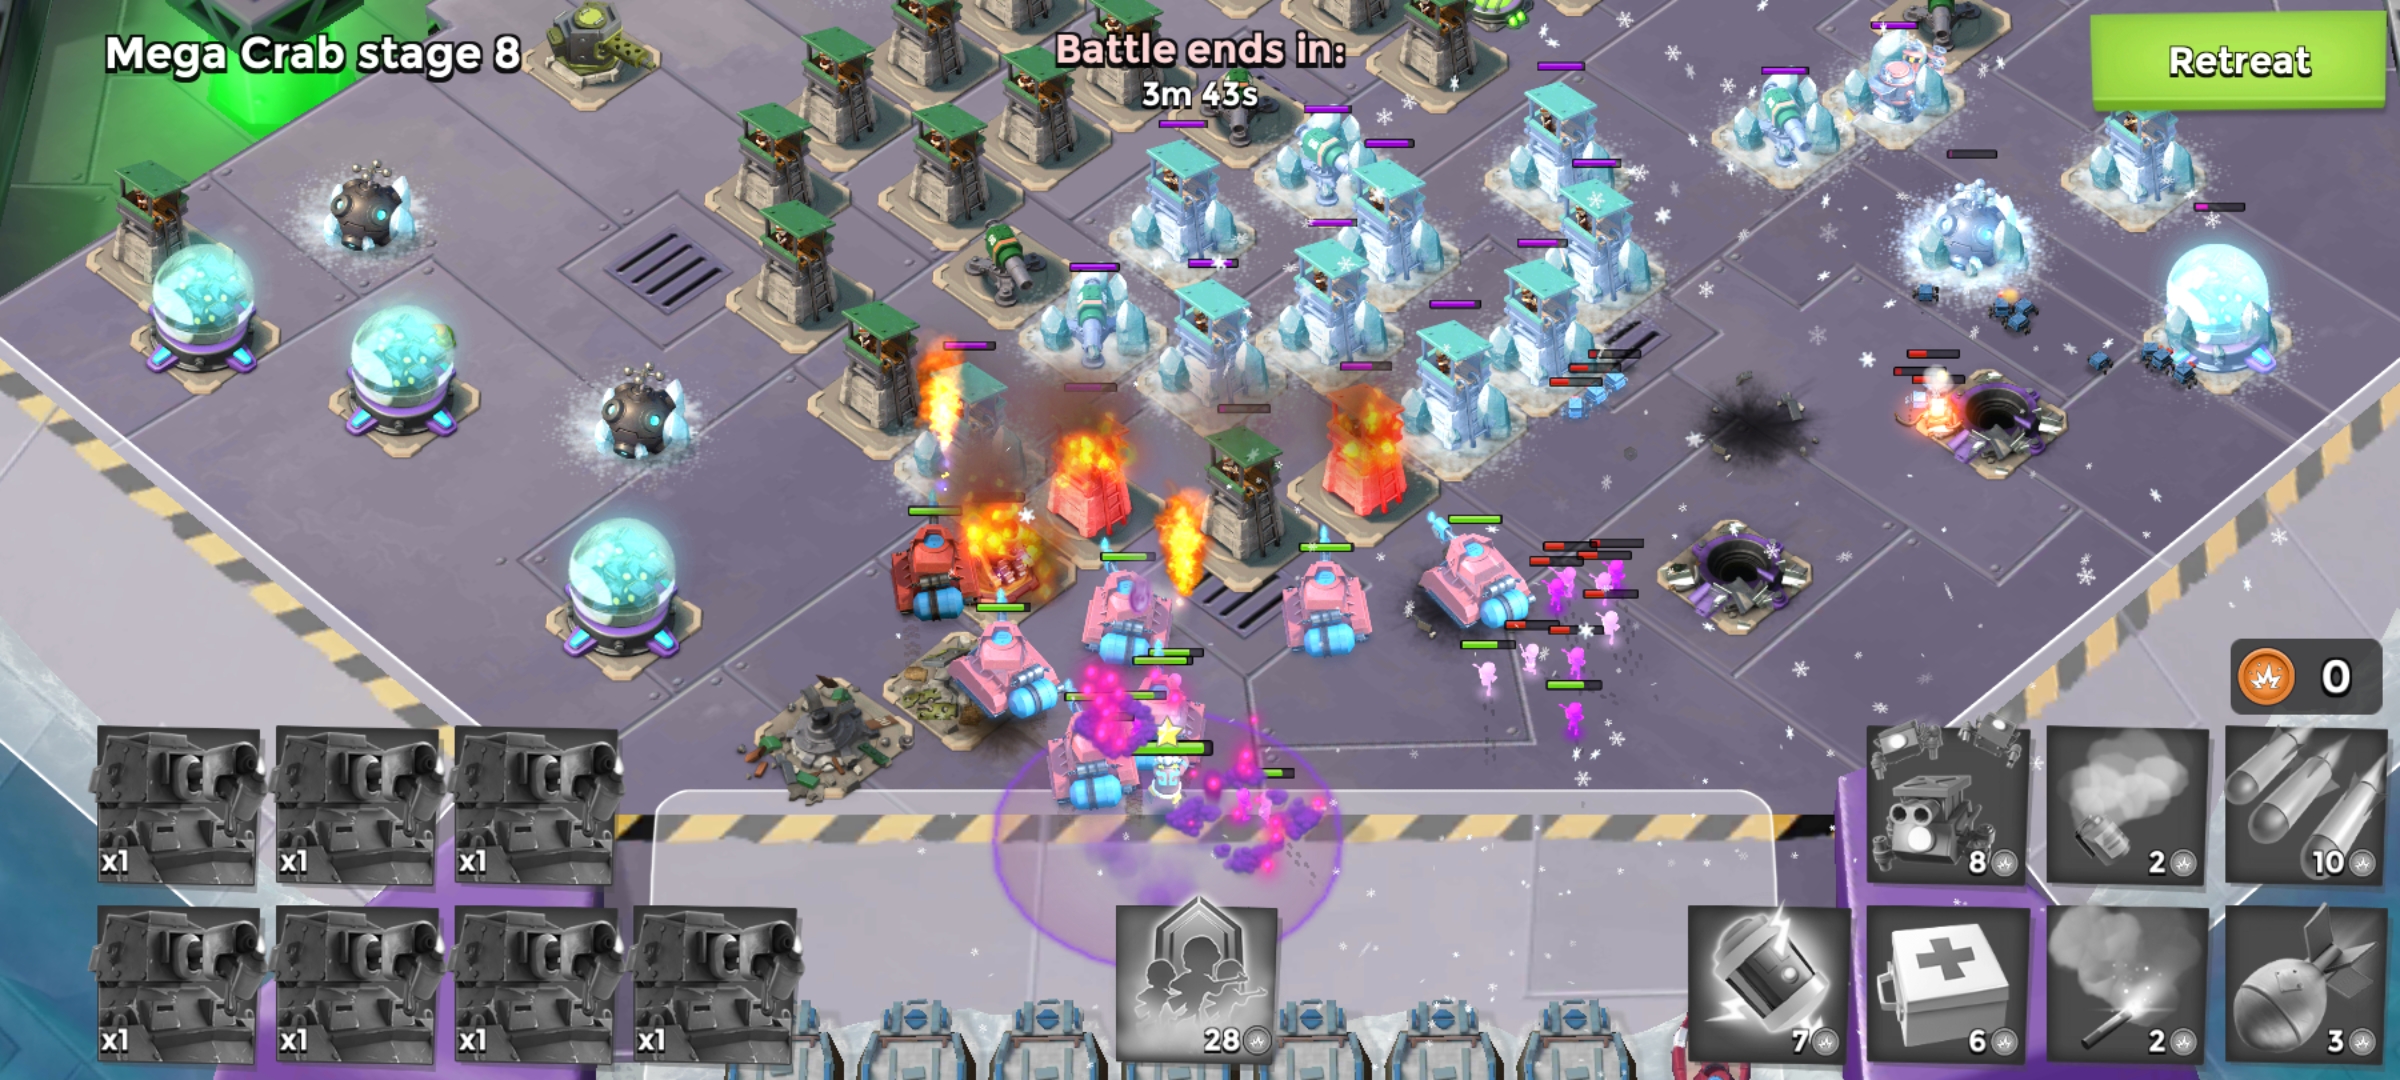 Mega Crab stage 8
Battle ends in:
3m 43s
Retreat
0
x1
x1
x1
8
2
10
x1
x1
x1
x1
28
7
6
2
3